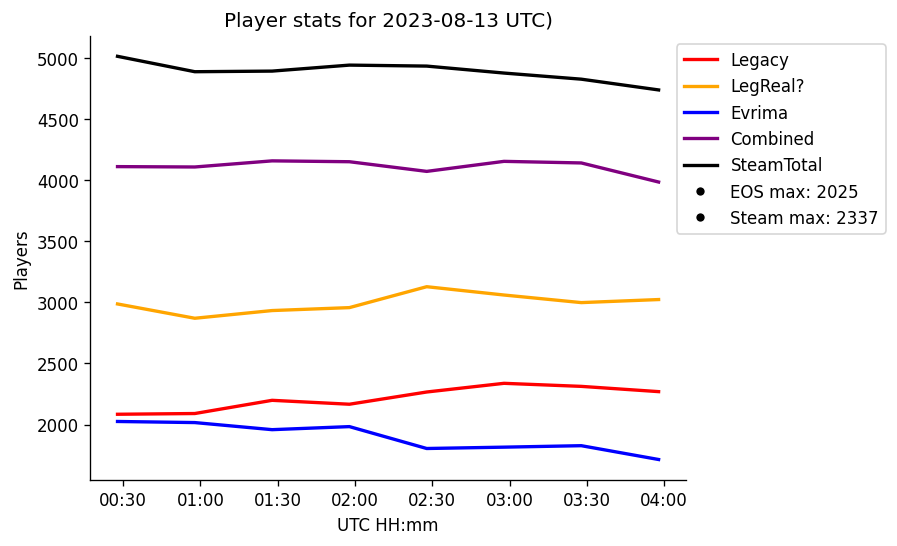 Player stats for 2023-08-13 UTC)
5000
4500
4000
3500
3000
2500
2000
Players
00:30 01:00 01:30 02:00 02:30 03:00 03:30 04:00
UTC HH:mm
Legacy
LegReal?
Evrima
Combined
SteamTotal
EOS max: 2025
Steam max: 2337